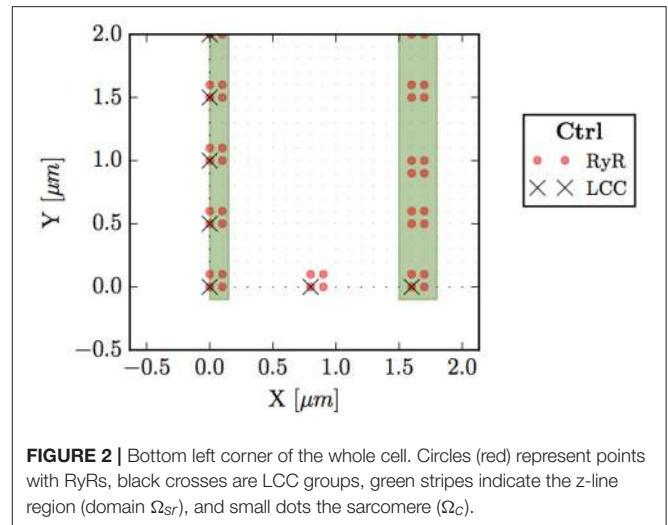 2.0
1.5
1.0
0.5
0.0
−0.5
Y [μm]
−0.5 0.0 0.5 1.0 1.5 2.0
X [μm]
Ctrl
RyR
LCC
FIGURE 2 | Bottom left corner of the whole cell. Circles (red) represent points
with RyRs, black crosses are LCC groups, green stripes indicate the z-line
region (domain Ωsr), and small dots the sarcomere (Ωc).